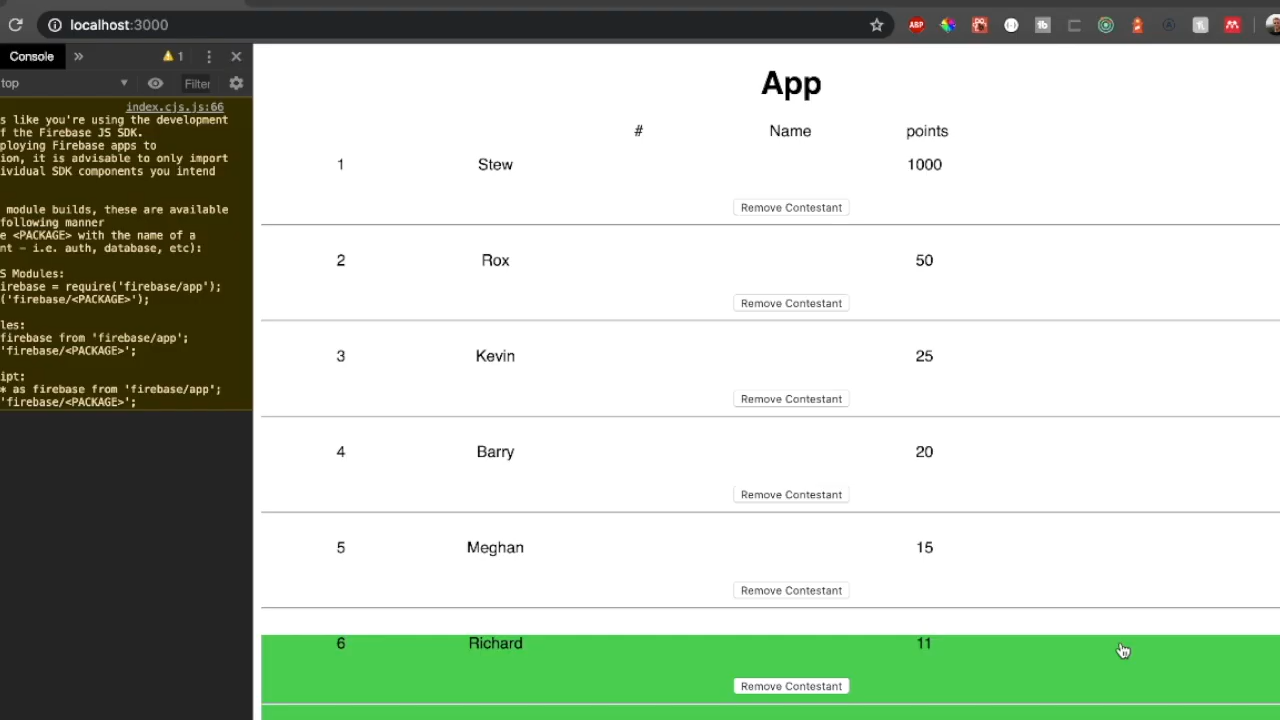 localhost:3000
ABP
tb
Console
1
top
Filter
index.cjs.js:66
s like you're using the development
f the Firebase JS SDK.
ploying Firebase apps to
ion, it is advisable to only import
ividual SDK components you intend
module builds, these are available
following manner
e <PACKAGE> with the name of a
nt – i.e. auth, database, etc):
S Modules:
irebase = require('firebase/app');
('firebase/<PACKAGE>');
les:
firebase from 'firebase/app';
'firebase/<PACKAGE>';
ipt:
* as firebase from 'firebase/app';
'firebase/<PACKAGE>';
App
# Name points
1 Stew 1000
Remove Contestant
2 Rox 50
Remove Contestant
3 Kevin 25
Remove Contestant
4 Barry 20
Remove Contestant
5 Meghan 15
Remove Contestant
6 Richard 11
Remove Contestant